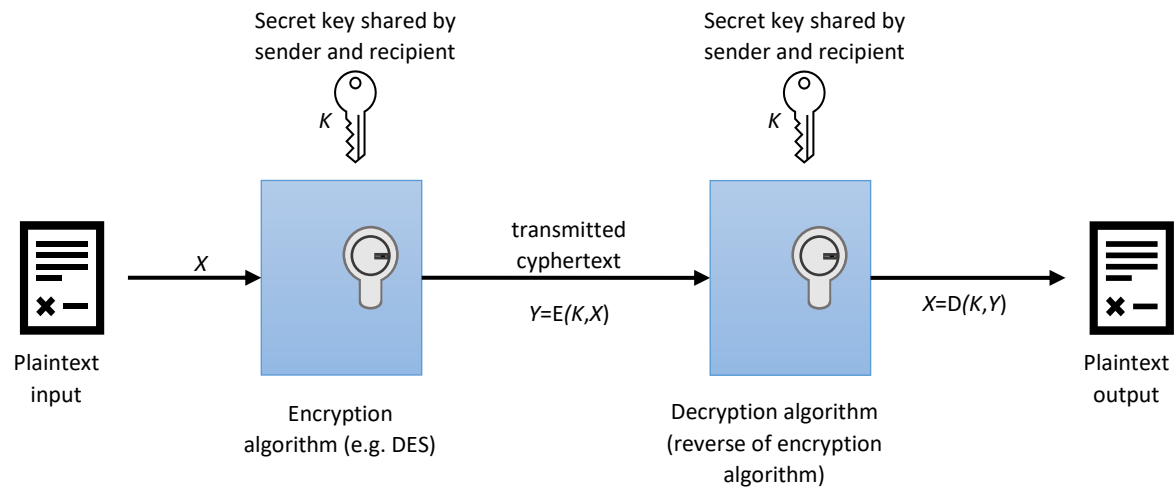 Secret key shared by
sender and recipient
K
Secret key shared by
sender and recipient
K
X
transmitted
cyphertext
Y=E(K,X)
X=D(K,Y)
Plaintext
input
Encryption
algorithm (e.g. DES)
Decryption algorithm
(reverse of encryption
algorithm)
Plaintext
output